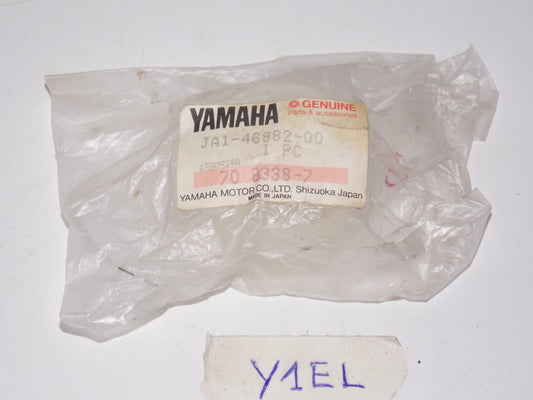 YAMAHA GENUINE
parts & accessories
JA1-46882-00
1 PC
70 8338-7
YAMAHA MOTOR CO.,LTD. Shizuoka Japan
MADE IN JAPAN
Y1EL